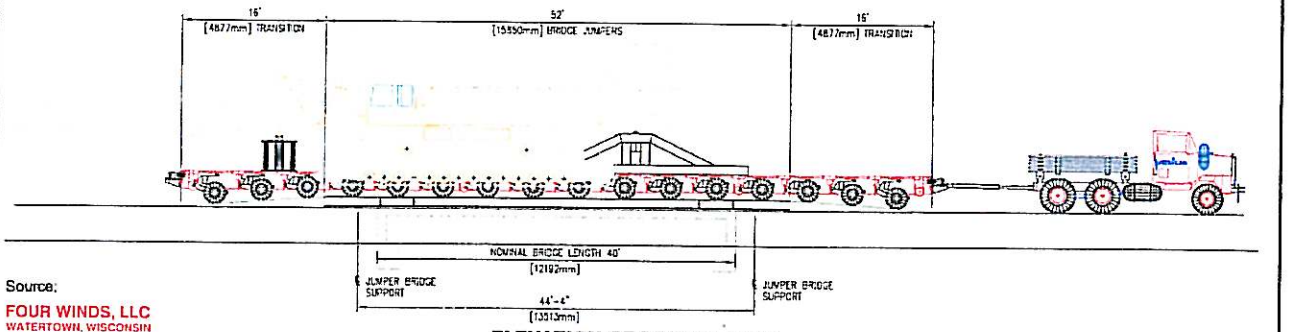 16'
52'
16'
[4877mm] TRANSITION
[15850mm] BRIDGE JUMPERS
[4877mm] TRANSITION
NOMINAL BRIDGE LENGTH 40'
[12192mm]
JUMPER BRIDGE
SUPPORT
JUMPER BRIDGE
SUPPORT
44'-4"
[13513mm]
Source:
FOUR WINDS, LLC
WATERTOWN, WISCONSIN